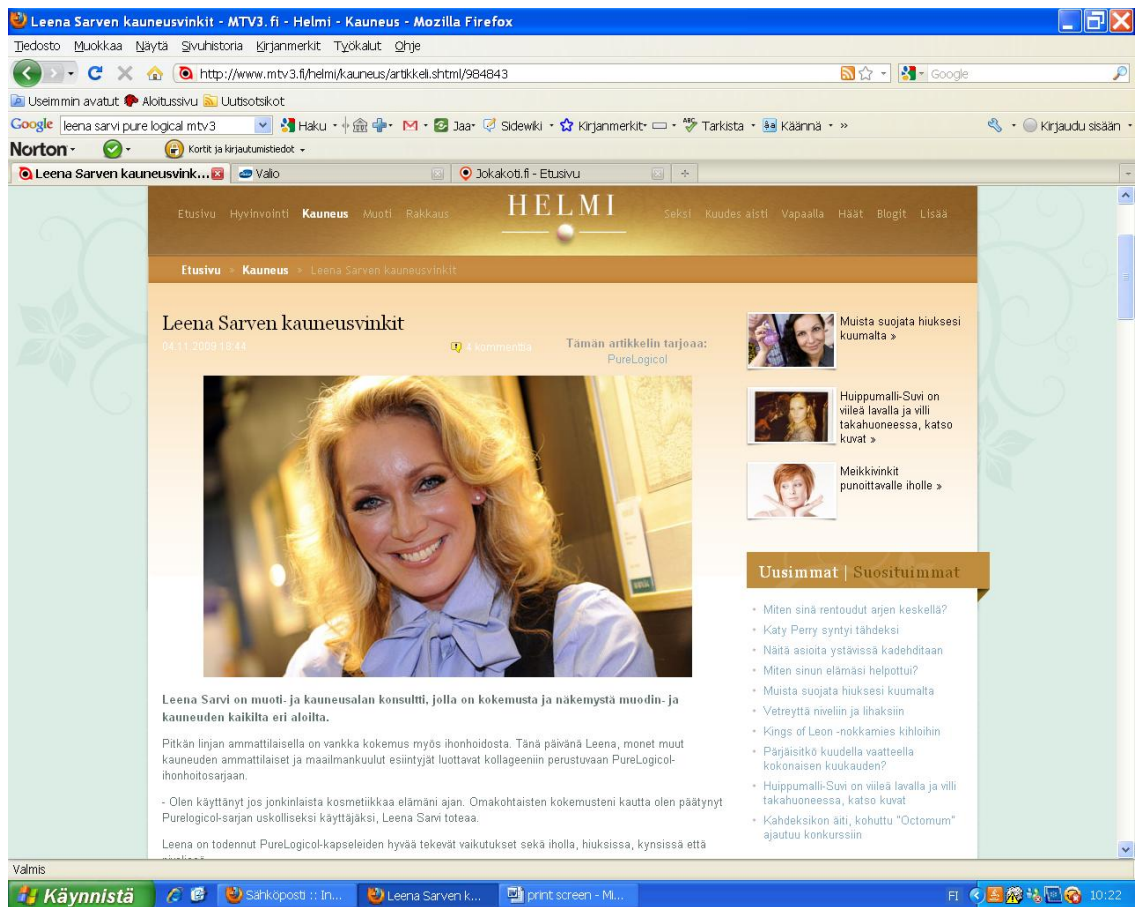 Leena Sarven kauneusvinkit - MTV3.fi - Helmi - Kauneus - Mozilla Firefox
Tiedosto Muokkaa Näytä Sivuhistoria Kirjanmerkit Työkalut Ohje
http://www.mtv3.fi/helmi/kauneus/artikkeli.shtml/984843
Google
Useimmin avatut Aloitussivu Uutisotsikot
Google leena sarvi pure logical mtv3 Haku Jaa Sidewiki Kirjanmerkit Tarkista Käännä » Kirjaudu sisään
Norton Kortit ja kirjautumistiedot
Leena Sarven kauneusvink... Valio Jokakoti.fi - Etusivu
Etusivu Hyvinvointi Kauneus Muoti Rakkaus HELMI Seksi Kuudes aisti Vapaalla Häät Blogit Lisää
Etusivu » Kauneus » Leena Sarven kauneusvinkit
Leena Sarven kauneusvinkit
04.11.2009 18:44 4 kommenttia Tämän artikkelin tarjoaa:
PureLogicol
Leena Sarvi on muoti- ja kauneusalan konsultti, jolla on kokemusta ja näkemystä muodin- ja
kauneuden kaikilta eri aloilta.
Pitkän linjan ammattilaisella on vankka kokemus myös ihonhoidosta. Tänä päivänä Leena, monet muut
kauneuden ammattilaiset ja maailmankuulut esiintyjät luottavat kollageeniin perustuvaan PureLogicol-
ihonhoitosarjaan.
- Olen käyttänyt jos jonkinlaista kosmetiikkaa elämäni ajan. Omakohtaisten kokemusteni kautta olen päätynyt
Purelogicol-sarjan uskolliseksi käyttäjäksi, Leena Sarvi toteaa.
Leena on todennut PureLogicol-kapseleiden hyvää tekevät vaikutukset sekä iholla, hiuksissa, kynsissä että
Muista suojata hiuksesi
kuumalta »
Huippumalli-Suvi on
viileä lavalla ja villi
takahuoneessa, katso
kuvat »
Meikkivinkit
punoittavalle iholle »
Uusimmat | Suosituimmat
Miten sinä rentoudut arjen keskellä?
Katy Perry syntyi tähdeksi
Näitä asioita ystävissä kadehditaan
Miten sinun elämäsi helpottui?
Muista suojata hiuksesi kuumalta
Vetreyttä niveliin ja lihaksiin
Kings of Leon -nokkamies kihloihin
Pärjäisitkö kuudella vaatteella
kokonaisen kuukauden?
Huippumalli-Suvi on viileä lavalla ja villi
takahuoneessa, katso kuvat
Kahdeksikon äiti, kohuttu "Octomum"
ajautuu konkurssiin
Valmis
Käynnistä Sähköposti :: In... Leena Sarven k... print screen - Mi... FI 10:22